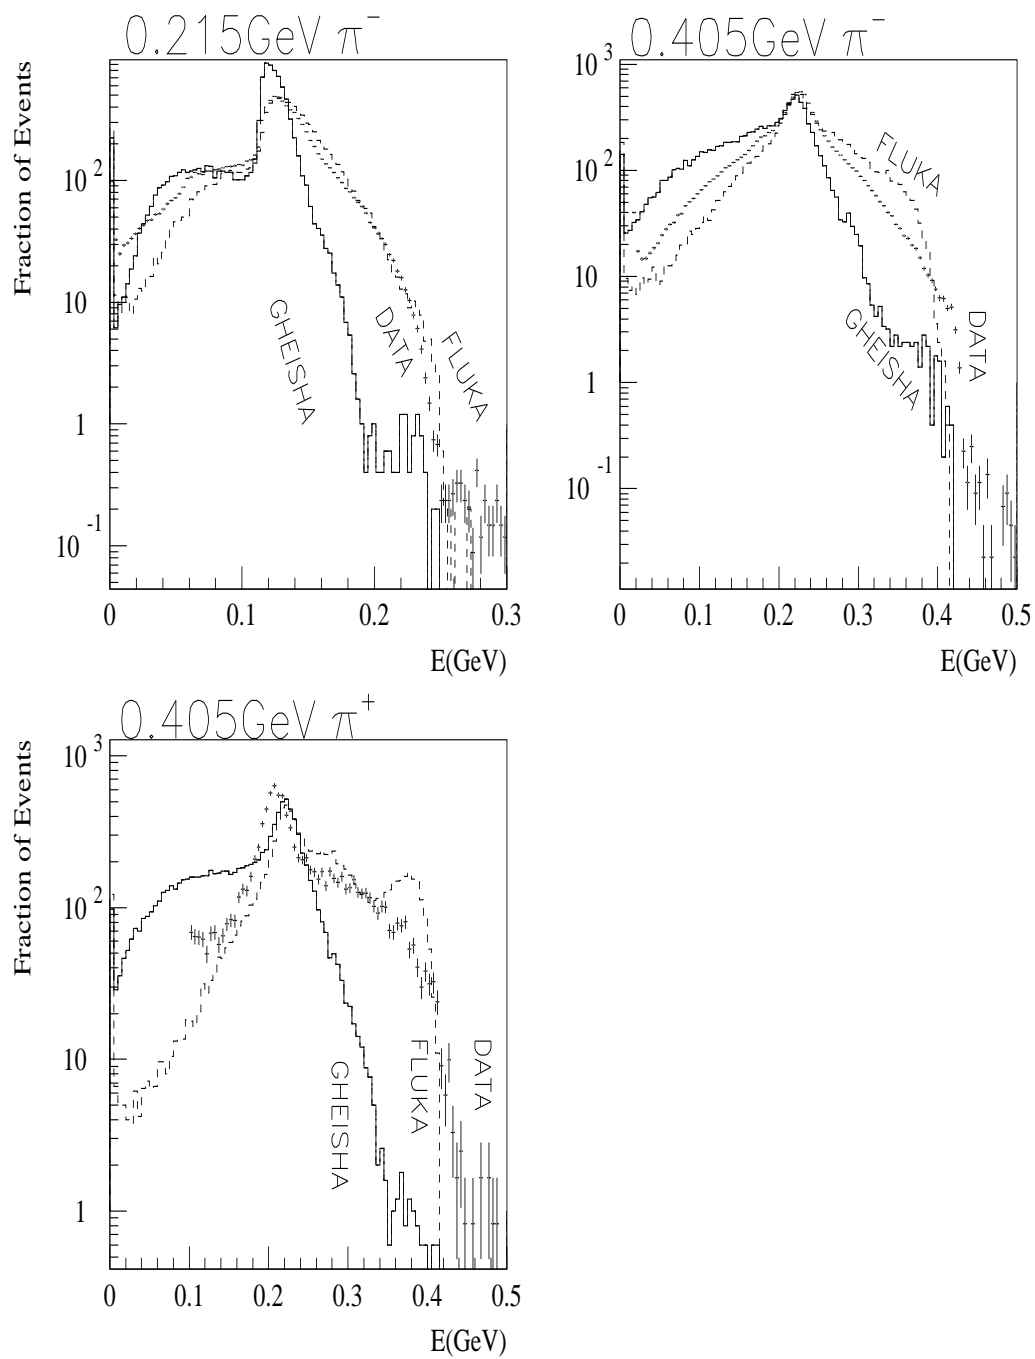 0.215GeV π⁻
Fraction of Events
10²
10
1
10⁻¹
GHEISHA
DATA
FLUKA
0 0.1 0.2 0.3
E(GeV)
0.405GeV π⁻
10³
10²
10
1
10⁻¹
FLUKA
GHEISHA
DATA
0 0.1 0.2 0.3 0.4 0.5
E(GeV)
0.405GeV π⁺
Fraction of Events
10³
10²
10
1
GHEISHA
FLUKA
DATA
0 0.1 0.2 0.3 0.4 0.5
E(GeV)